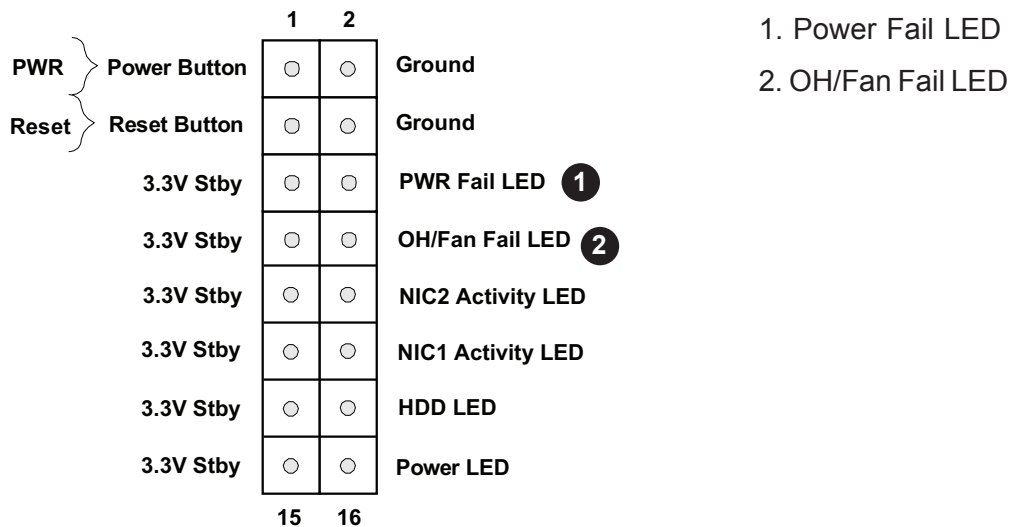 1 2
PWR Power Button Ground
Reset Reset Button Ground
3.3V Stby PWR Fail LED 1
3.3V Stby OH/Fan Fail LED 2
3.3V Stby NIC2 Activity LED
3.3V Stby NIC1 Activity LED
3.3V Stby HDD LED
3.3V Stby Power LED
15 16
1. Power Fail LED
2. OH/Fan Fail LED